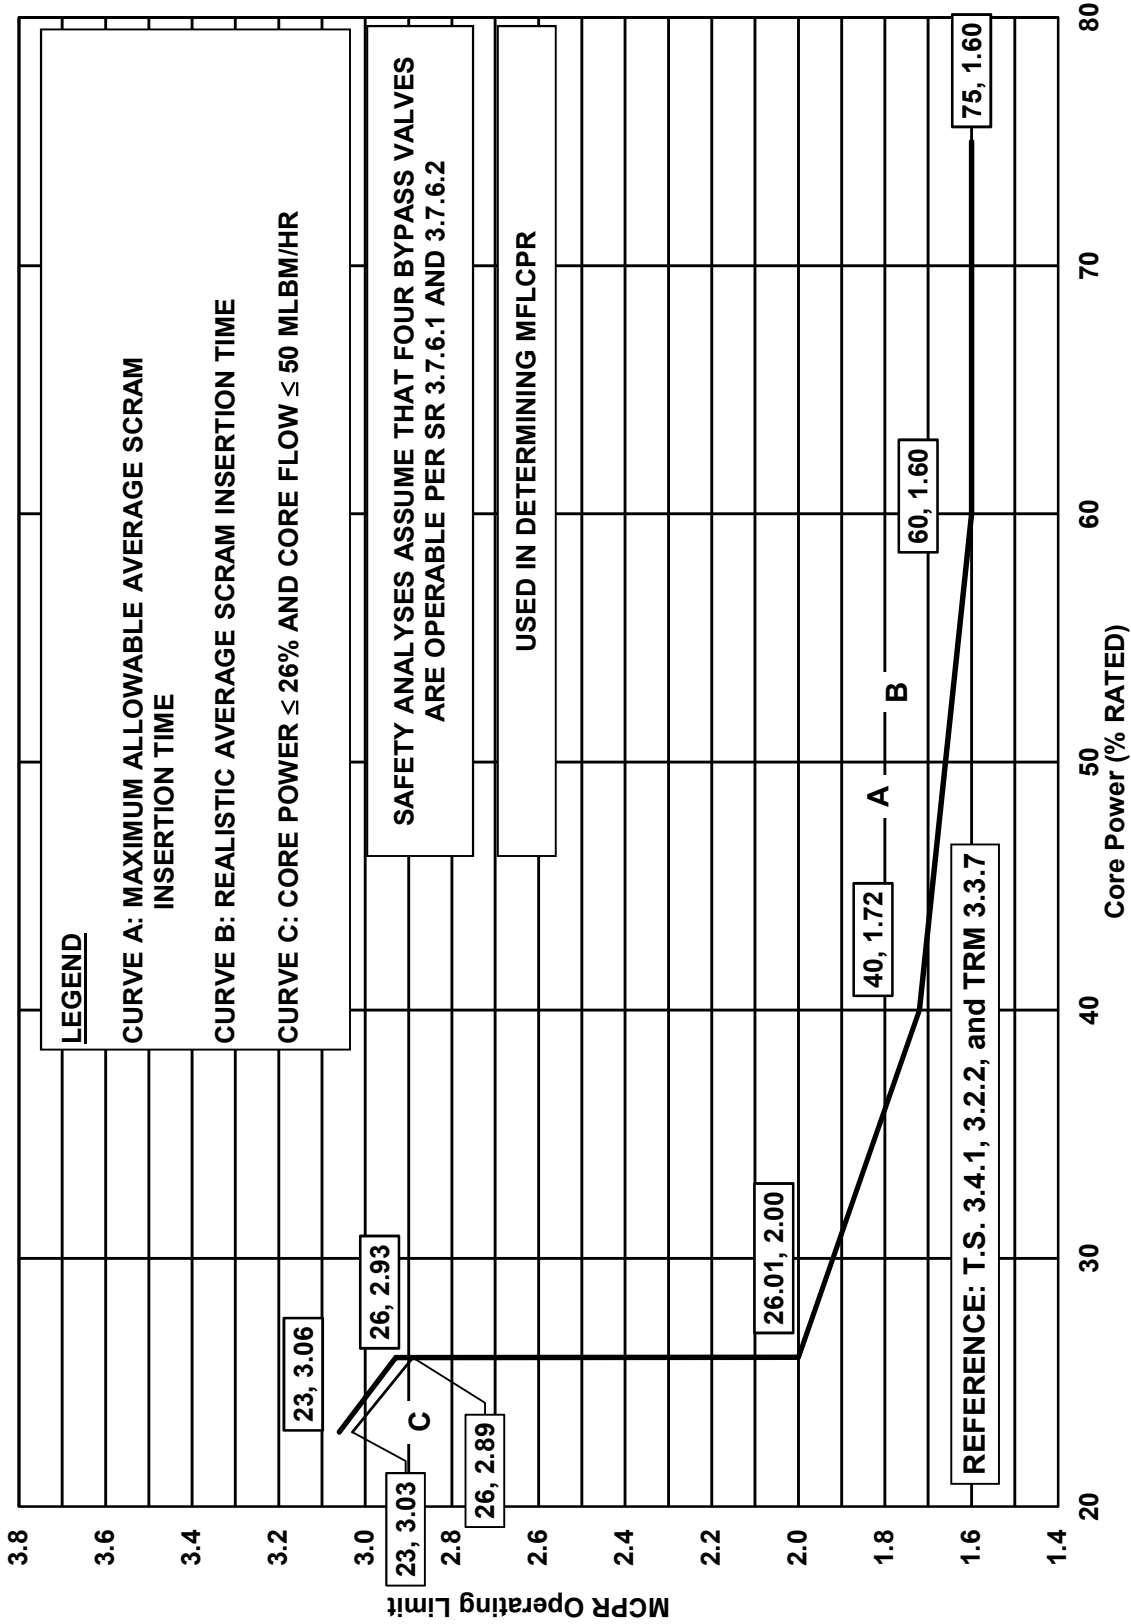 LEGEND
CURVE A: MAXIMUM ALLOWABLE AVERAGE SCRAM
INSERTION TIME
CURVE B: REALISTIC AVERAGE SCRAM INSERTION TIME
CURVE C: CORE POWER ≤ 26% AND CORE FLOW ≤ 50 MLBM/HR
SAFETY ANALYSES ASSUME THAT FOUR BYPASS VALVES
ARE OPERABLE PER SR 3.7.6.1 AND 3.7.6.2
USED IN DETERMINING MFLCPR
MCPR Operating Limit
3.8
3.6
3.4
3.2
3.0
2.8
2.6
2.4
2.2
2.0
1.8
1.6
1.4
23, 3.06
26, 2.93
23, 3.03
C
26, 2.89
26.01, 2.00
40, 1.72
A
B
60, 1.60
75, 1.60
REFERENCE: T.S. 3.4.1, 3.2.2, and TRM 3.3.7
20
30
40
50
60
70
80
Core Power (% RATED)